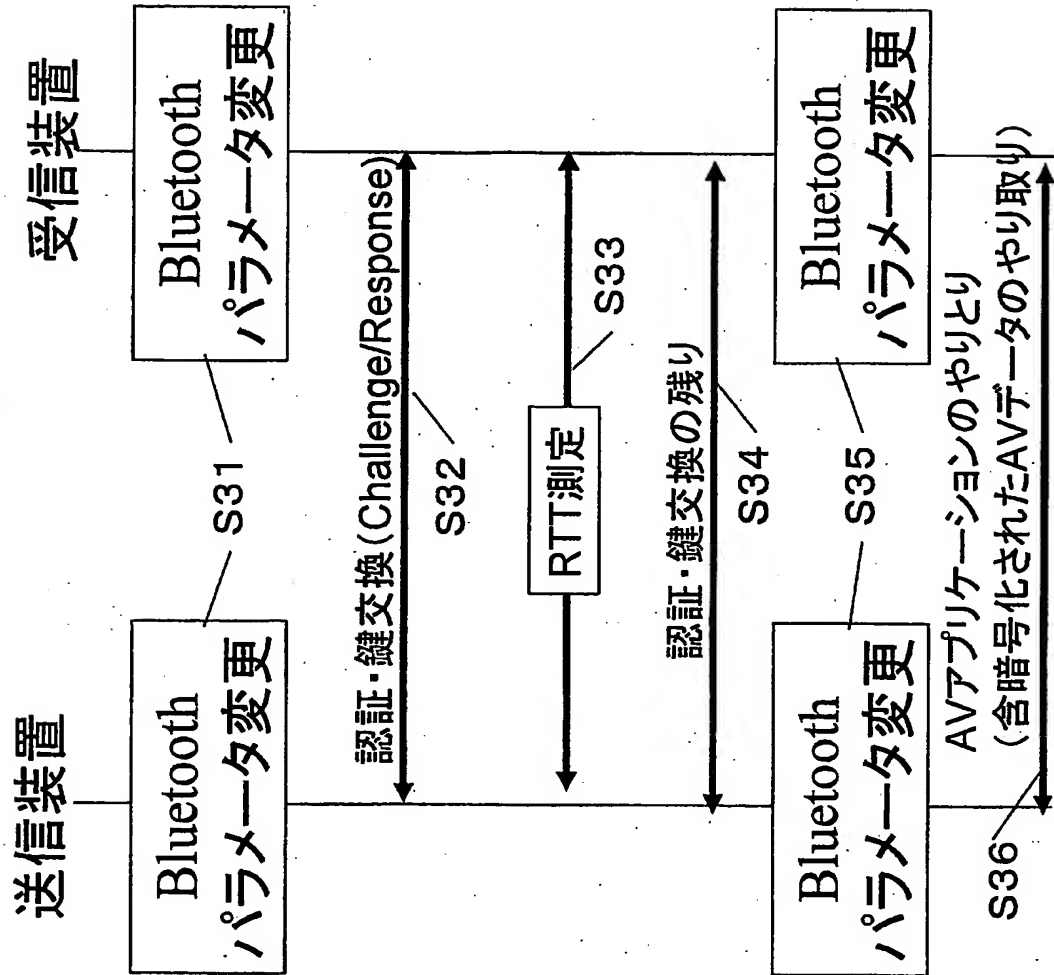 送信装置
受信装置
Bluetooth
パラメータ変更
S31
Bluetooth
パラメータ変更
認証・鍵交換(Challenge/Response)
S32
RTT測定
S33
認証・鍵交換の残り
S34
Bluetooth
パラメータ変更
S35
Bluetooth
パラメータ変更
AVアプリケーションのやりとり
(含暗号化されたAVデータのやり取り)
S36